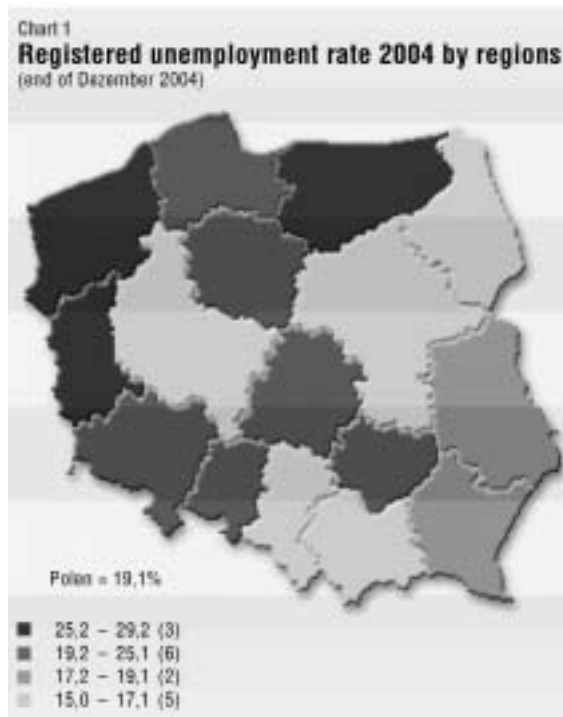 Chart 1
Registered unemployment rate 2004 by regions
(end of Dezember 2004)
Polen = 19,1%
25,2 – 29,2 (3)
19,2 – 25,1 (6)
17,2 – 19,1 (2)
15,0 – 17,1 (5)